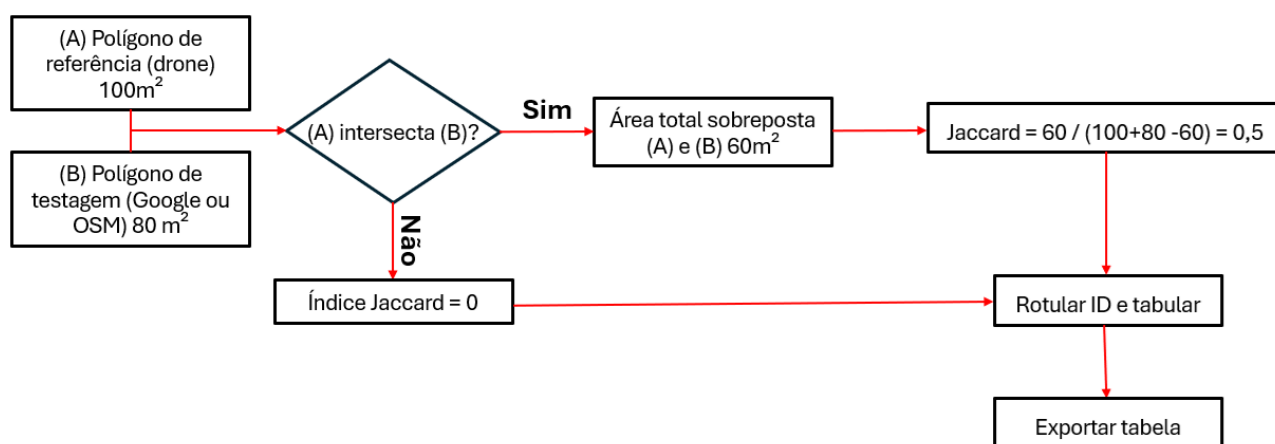 (A) Polígono de
referência (drone)
100m²
(B) Polígono de
testagem (Google ou
OSM) 80 m²
(A) intersecta (B)?
Sim
Não
Área total sobreposta
(A) e (B) 60m²
Jaccard = 60 / (100+80 -60) = 0,5
Índice Jaccard = 0
Rotular ID e tabular
Exportar tabela